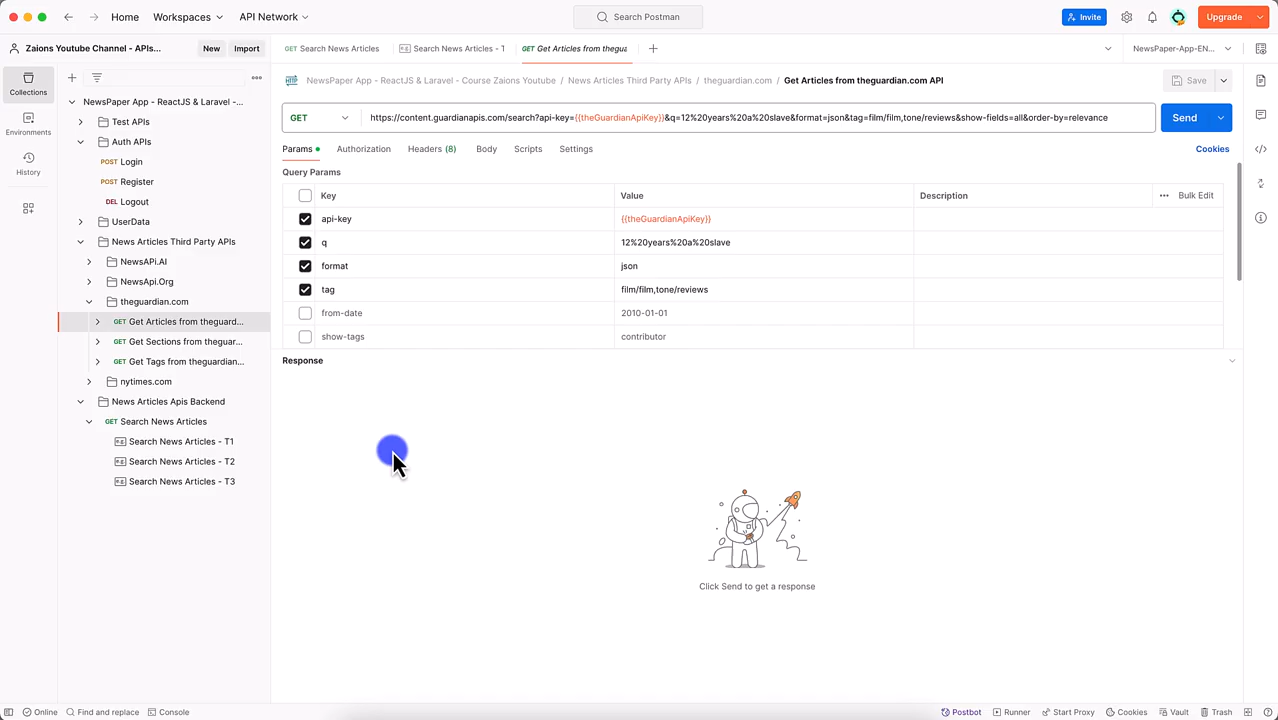 Home
Workspaces
API Network
Search Postman
Invite
Upgrade
Zaions Youtube Channel - APIs...
New
Import
GET Search News Articles
Search News Articles - T
GET Get Articles from thegua
NewsPaper-App-EN...
Collections
Environments
History
NewsPaper App - ReactJS & Laravel -...
Test APIs
Auth APIs
POST Login
POST Register
DEL Logout
UserData
News Articles Third Party APIs
NewsAPI.AI
NewsApi.Org
theguardian.com
GET Get Articles from theguard...
GET Get Sections from theguar...
GET Get Tags from theguardian...
nytimes.com
News Articles Apis Backend
GET Search News Articles
Search News Articles - T1
Search News Articles - T2
Search News Articles - T3
HTTP NewsPaper App - ReactJS & Laravel - Course Zaions Youtube / News Articles Third Party APIs / theguardian.com / Get Articles from theguardian.com API
Save
GET https://content.guardianapis.com/search?api-key={{theGuardianApiKey}}&q=12%20years%20a%20slave&format=json&tag=film/film,tone/reviews&show-fields=all&order-by=relevance
Send
Params Authorization Headers (8) Body Scripts Settings Cookies
Query Params
Key Value Description Bulk Edit
api-key {{theGuardianApiKey}}
q 12%20years%20a%20slave
format json
tag film/film,tone/reviews
from-date 2010-01-01
show-tags contributor
Response
Click Send to get a response
Online Find and replace Console Postbot Runner Start Proxy Cookies Vault Trash